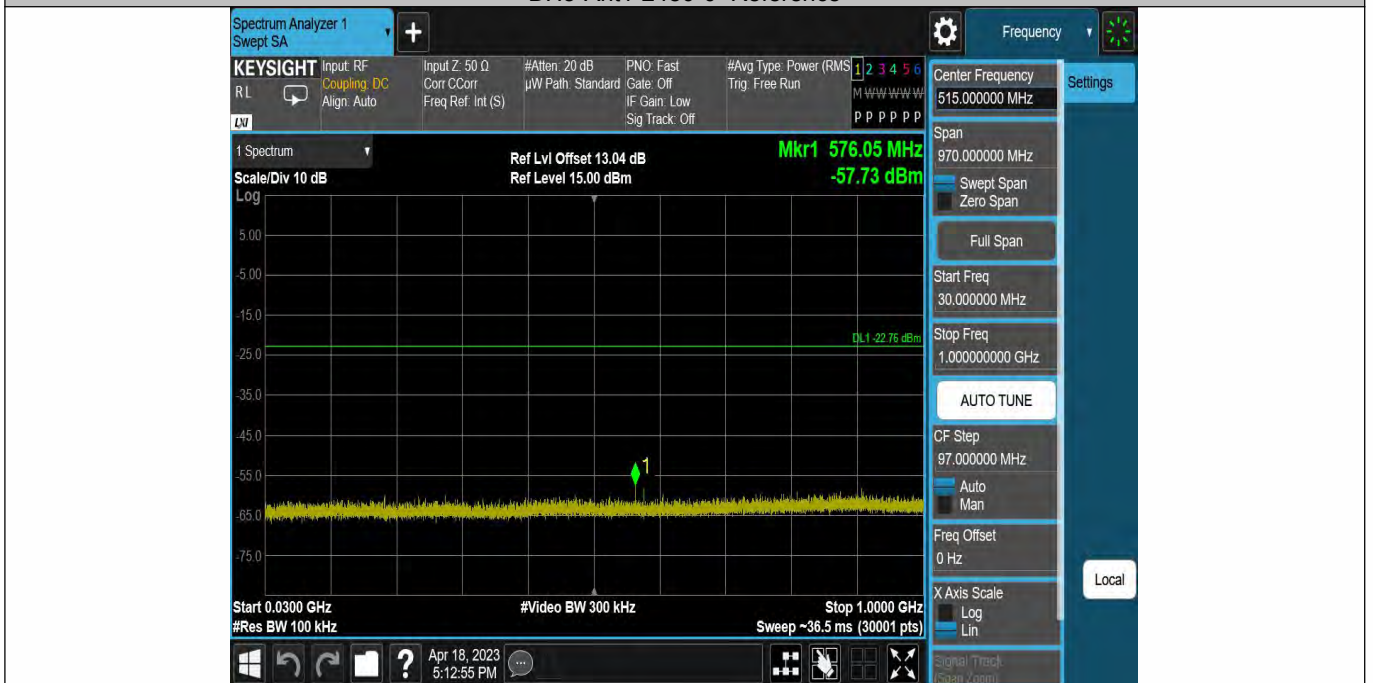 Spectrum Analyzer 1
Swept SA
+
Frequency
KEYSIGHT
RL
LXI
Input: RF
Coupling: DC
Align: Auto
Input Z: 50 Ω
Corr CCorr
Freq Ref: Int (S)
#Atten: 20 dB
µW Path: Standard
PNO: Fast
Gate: Off
IF Gain: Low
Sig Track: Off
#Avg Type: Power (RMS
Trig: Free Run
1 2 3 4 5 6
M W W W W W
P P P P P P
1 Spectrum
Scale/Div 10 dB
Log
Ref Lvl Offset 13.04 dB
Ref Level 15.00 dBm
Mkr1 576.05 MHz
-57.73 dBm
5.00
-5.00
-15.0
DL1 -22.76 dBm
-25.0
-35.0
-45.0
1
-55.0
-65.0
-75.0
Start 0.0300 GHz
#Res BW 100 kHz
#Video BW 300 kHz
Stop 1.0000 GHz
Sweep ~36.5 ms (30001 pts)
Center Frequency
515.000000 MHz
Settings
Span
970.000000 MHz
Swept Span
Zero Span
Full Span
Start Freq
30.000000 MHz
Stop Freq
1.000000000 GHz
AUTO TUNE
CF Step
97.000000 MHz
Auto
Man
Freq Offset
0 Hz
X Axis Scale
Log
Lin
Signal Track
(Span Zoom)
Local
?
Apr 18, 2023
5:12:55 PM